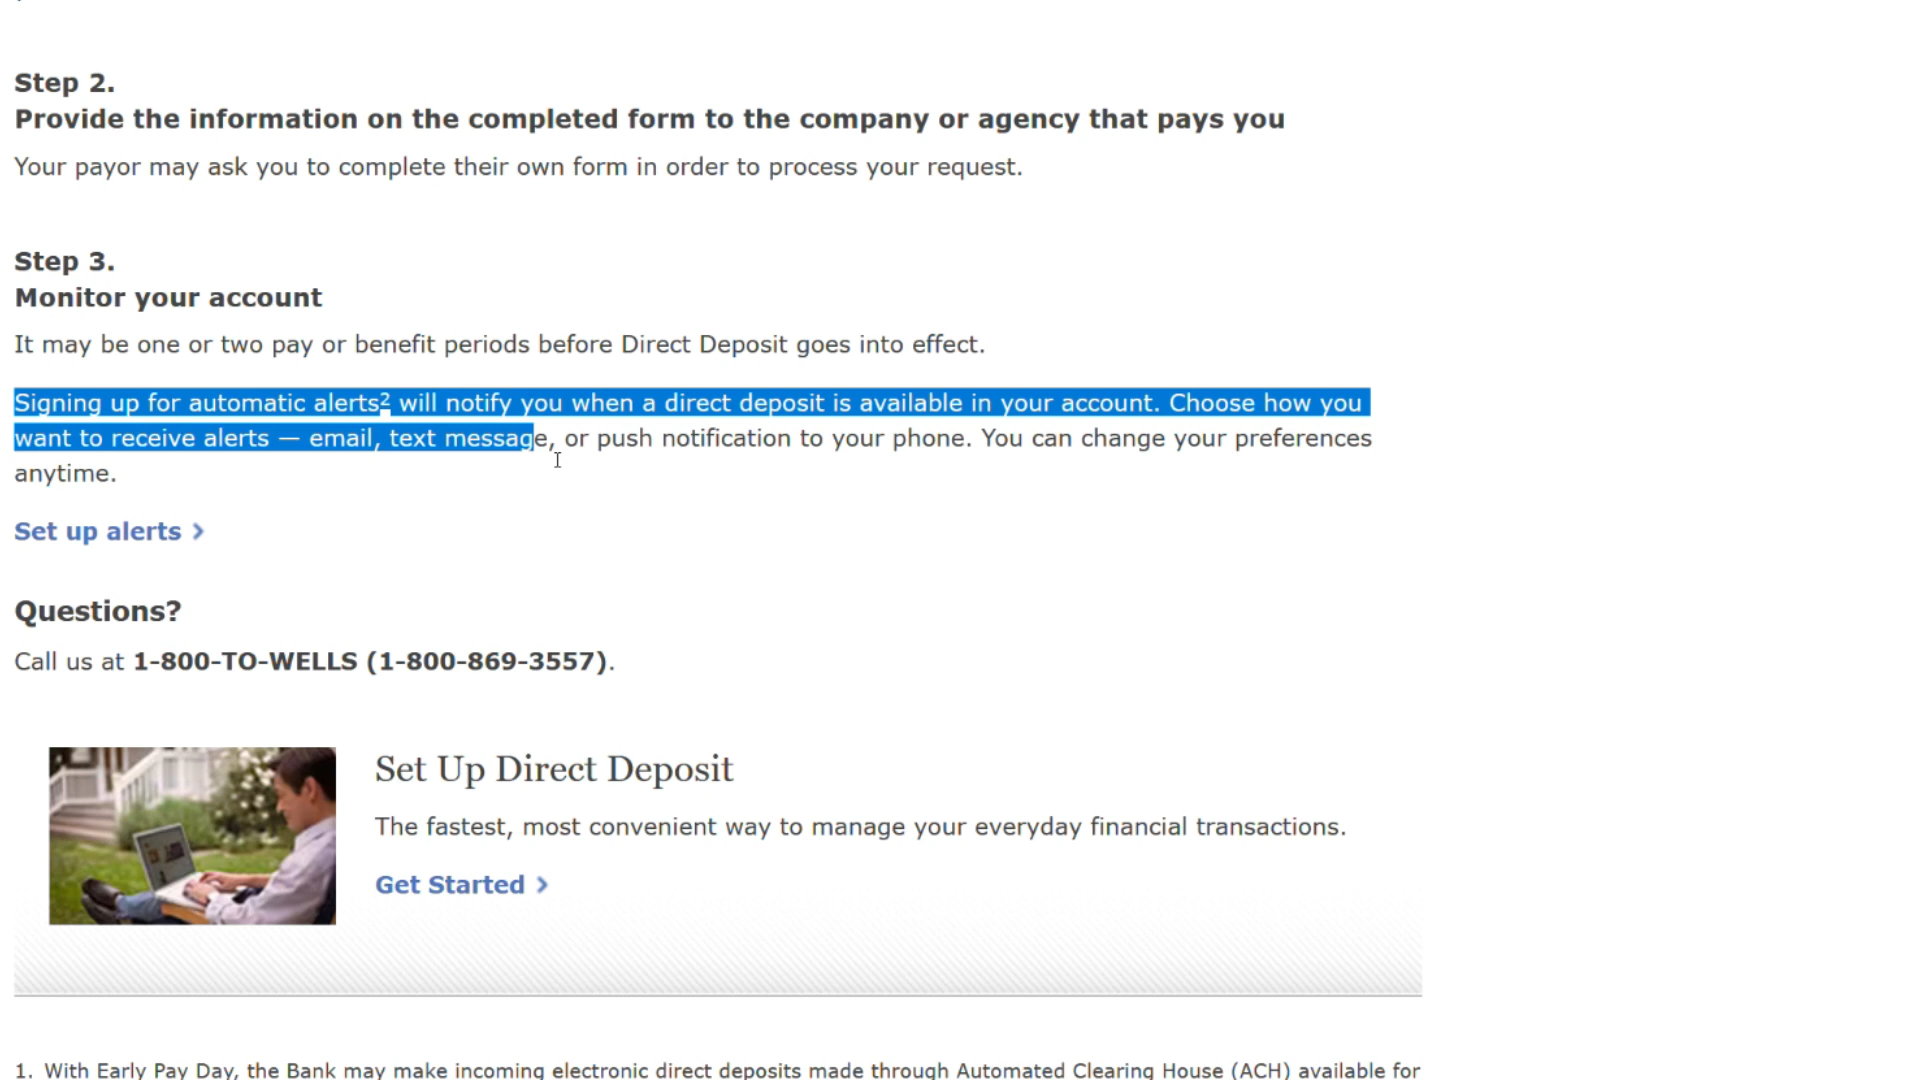 Step 2.
Provide the information on the completed form to the company or agency that pays you
Your payor may ask you to complete their own form in order to process your request.
Step 3.
Monitor your account
It may be one or two pay or benefit periods before Direct Deposit goes into effect.
Signing up for automatic alerts² will notify you when a direct deposit is available in your account. Choose how you
want to receive alerts — email, text message, or push notification to your phone. You can change your preferences
anytime.
Set up alerts >
Questions?
Call us at 1-800-TO-WELLS (1-800-869-3557).
Set Up Direct Deposit
The fastest, most convenient way to manage your everyday financial transactions.
Get Started >
1. With Early Pay Day, the Bank may make incoming electronic direct deposits made through Automated Clearing House (ACH) available for